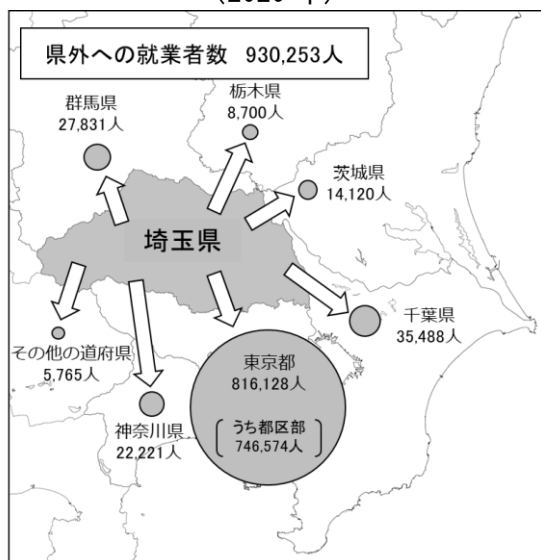 (2020 年)
県外への就業者数 930,253人
群馬県
27,831人
栃木県
8,700人
茨城県
14,120人
埼玉県
千葉県
35,488人
その他の道府県
5,765人
神奈川県
22,221人
東京都
816,128人
うち都区部
746,574人